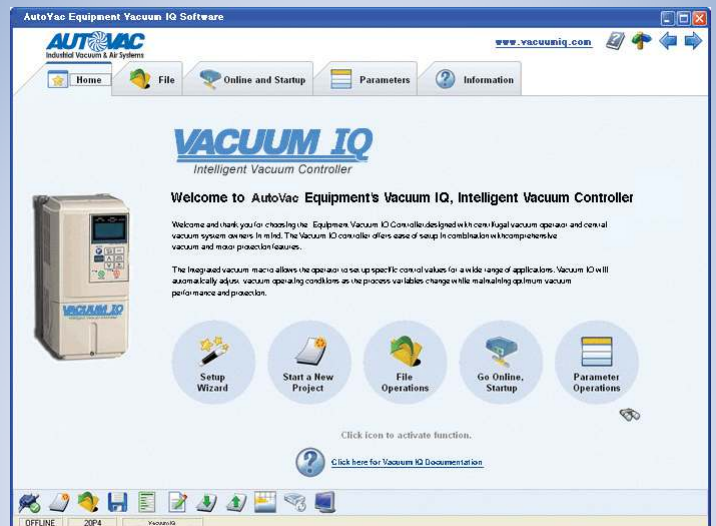 AutoVac Equipment Vacuum IQ Software
AUTOVAC
Industrial Vacuum & Air Systems
www.vacuumiq.com
Home
File
Online and Startup
Parameters
Information
VACUUM IQ
Intelligent Vacuum Controller
Welcome to AutoVac Equipment's Vacuum IQ, Intelligent Vacuum Controller
Welcome and thank you for choosing the Equipment Vacuum IQ Controller designed with centrifugal vacuum operator and central
vacuum system owners in mind. The Vacuum IQ controller offers ease of setup in combination with comprehensive
vacuum and motor protection features.
The Integrated vacuum macro allows the operator to set up specific control values for a wide range of applications. Vacuum IQ will
automatically adjust vacuum operating conditions as the process variables change while maintaining optimum vacuum
performance and protection.
VACUUM IQ
Setup
Wizard
Start a New
Project
File
Operations
Go Online,
Startup
Parameter
Operations
Click icon to activate function.
Click here for Vacuum IQ Documentation
OFFLINE
20P4
Vacuum IQ